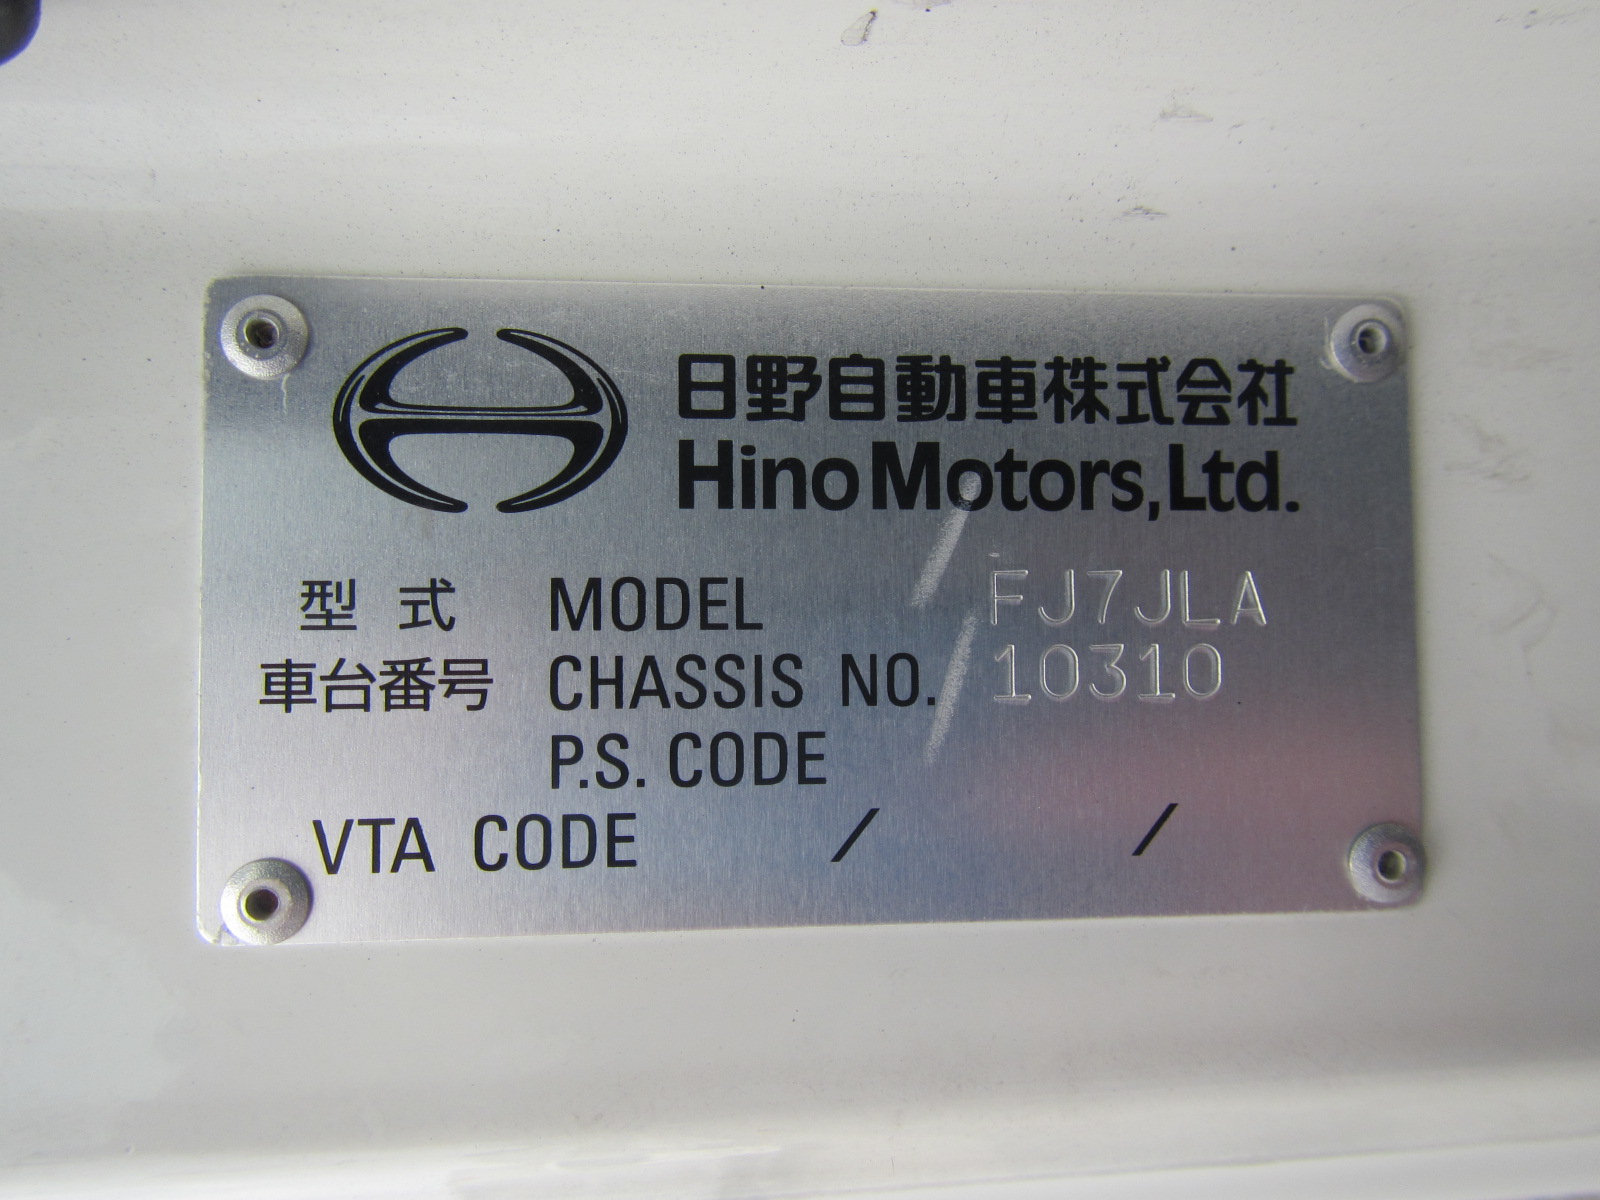 日野自動車株式会社
Hino Motors, Ltd.
型 式 MODEL FJ7JLA
車台番号 CHASSIS NO. 10310
P.S. CODE
VTA CODE / /